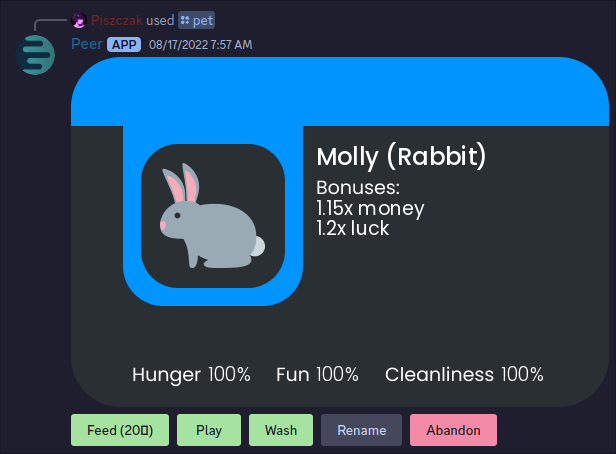 Piszczak used pet
Peer APP 08/17/2022 7:57 AM
Molly (Rabbit)
Bonuses:
1.15x money
1.2x luck
Hunger 100% Fun 100% Cleanliness 100%
Feed (20▯) Play Wash Rename Abandon